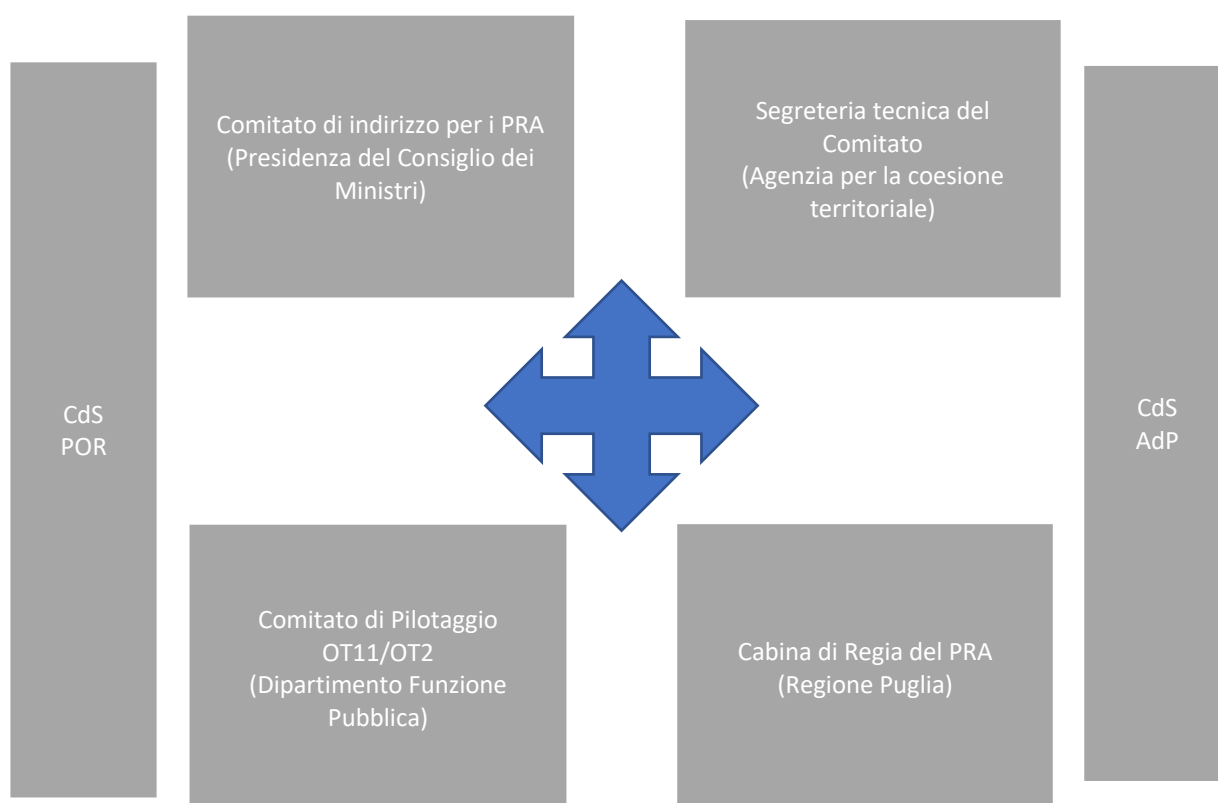 Comitato di indirizzo per i PRA
(Presidenza del Consiglio dei
Ministri)
Segreteria tecnica del
Comitato
(Agenzia per la coesione
territoriale)
CdS
POR
CdS
AdP
Comitato di Pilotaggio
OT11/OT2
(Dipartimento Funzione
Pubblica)
Cabina di Regia del PRA
(Regione Puglia)